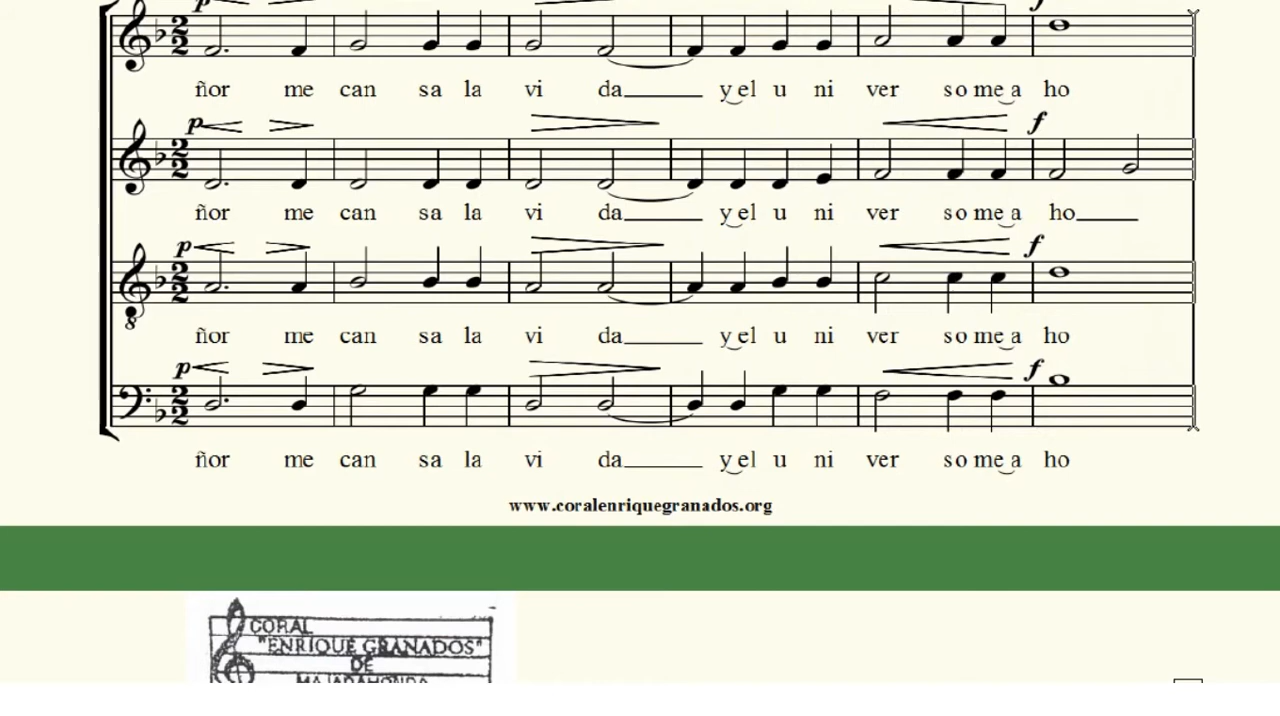 p f
ñor me can sa la vi da y el u ni ver so me a ho
p f
ñor me can sa la vi da y el u ni ver so me a ho
p f
8
ñor me can sa la vi da y el u ni ver so me a ho
p f
ñor me can sa la vi da y el u ni ver so me a ho
www.coralenriquegranados.org
CORAL
"ENRIQUE GRANADOS"
DE
MAJADAHONDA